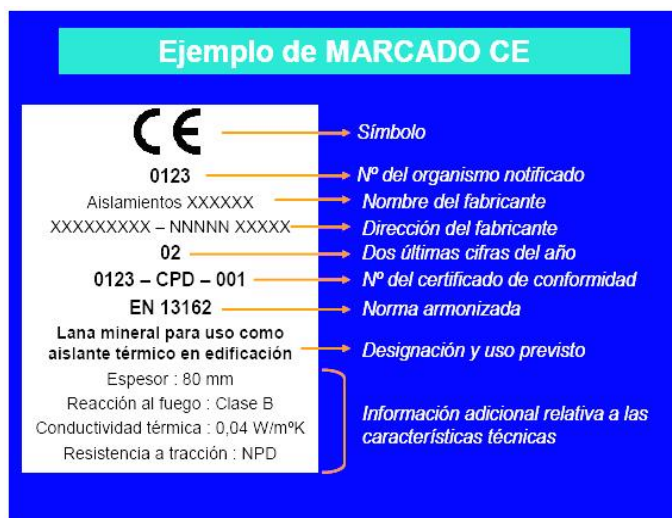 Ejemplo de MARCADO CE
CE
Símbolo
0123
Nº del organismo notificado
Aislamientos XXXXXX
Nombre del fabricante
XXXXXXXXX – NNNNN XXXXX
Dirección del fabricante
02
Dos últimas cifras del año
0123 – CPD – 001
Nº del certificado de conformidad
EN 13162
Norma armonizada
Lana mineral para uso como
aislante térmico en edificación
Designación y uso previsto
Espesor : 80 mm
Reacción al fuego : Clase B
Conductividad térmica : 0,04 W/mºK
Resistencia a tracción : NPD
Información adicional relativa a las
características técnicas